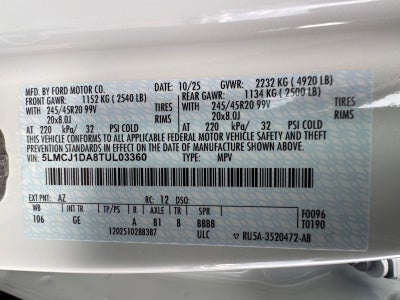 MFD. BY FORD MOTOR CO. 10/25 GVWR: 2232 KG ( 4920 LB)
FRONT GAWR: 1152 KG ( 2540 LB) REAR GAWR: 1134 KG ( 2500 LB)
245/45R20 99V TIRES 245/45R20 99V TIRES
20x8.0J RIMS 20x8.0J RIMS
AT 220 kPa/ 32 PSI COLD AT 220 kPa/ 32 PSI COLD
THIS VEHICLE CONFORMS TO ALL APPLICABLE FEDERAL MOTOR VEHICLE SAFETY AND THEFT
PREVENTION STANDARDS IN EFFECT ON THE DATE OF MANUFACTURE SHOWN ABOVE.
VIN: 5LMCJ1DA8TUL03360 TYPE: MPV
EXT PNT: AZ RC: 12 DSO:
WB INT TR TP/PS R AXLE TR SPR F0096
106 GE A 81 B BBBB T0190
1202510288387 ULC RU5A-3520472-AB